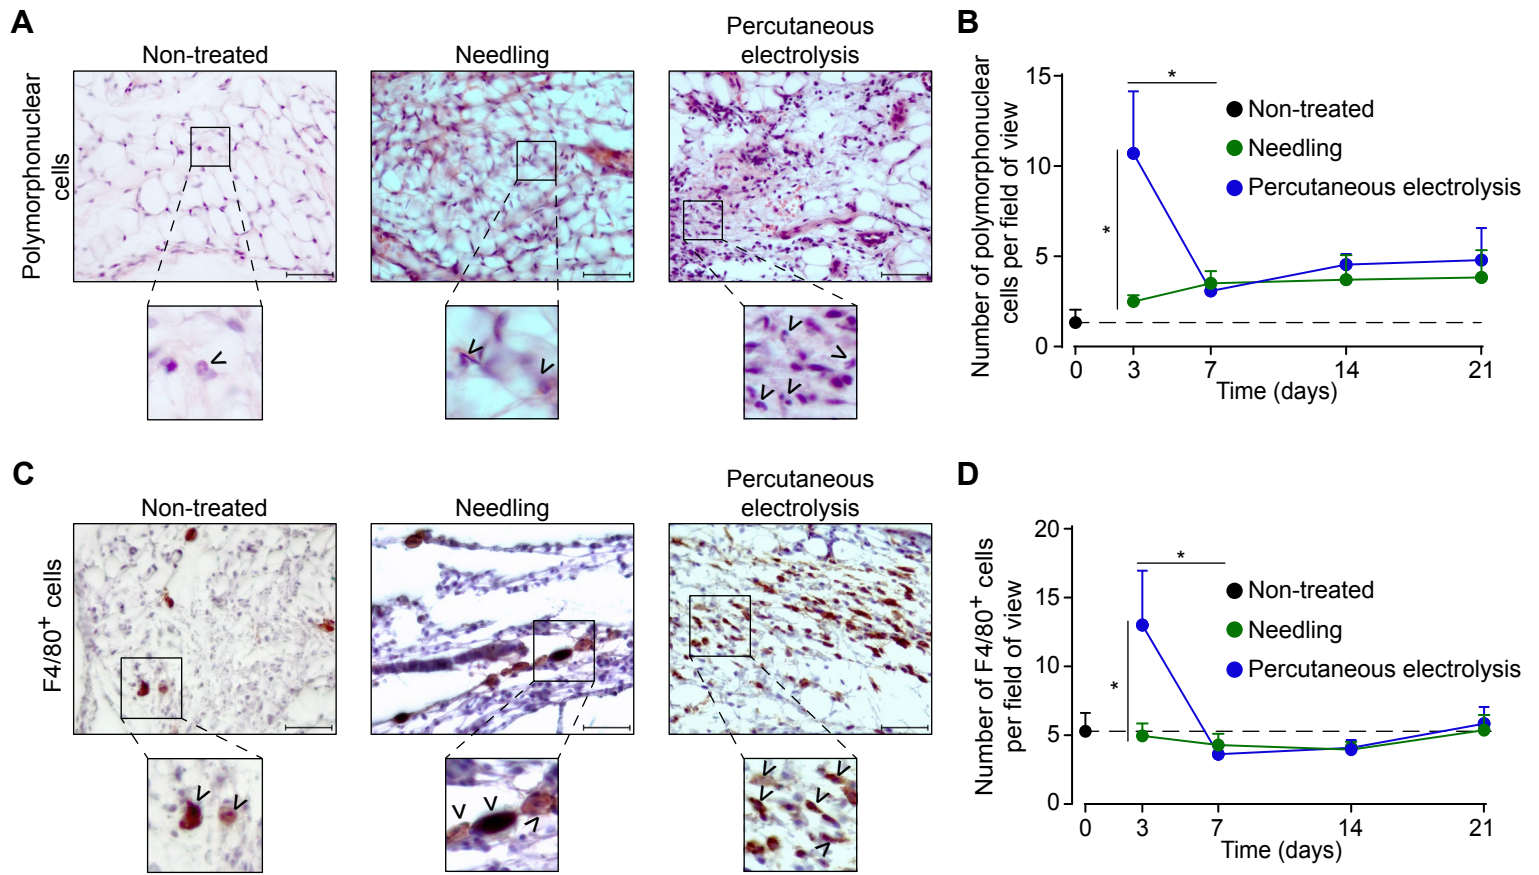 A
Non-treated
Needling
Percutaneous
electrolysis
Polymorphonuclear
cells
B
Number of polymorphonuclear
cells per field of view
15
10
5
0
*
*
Non-treated
Needling
Percutaneous electrolysis
0 3 7 14 21
Time (days)
C
Non-treated
Needling
Percutaneous
electrolysis
F4/80+ cells
D
Number of F4/80+ cells
per field of view
20
15
10
5
0
*
*
Non-treated
Needling
Percutaneous electrolysis
0 3 7 14 21
Time (days)